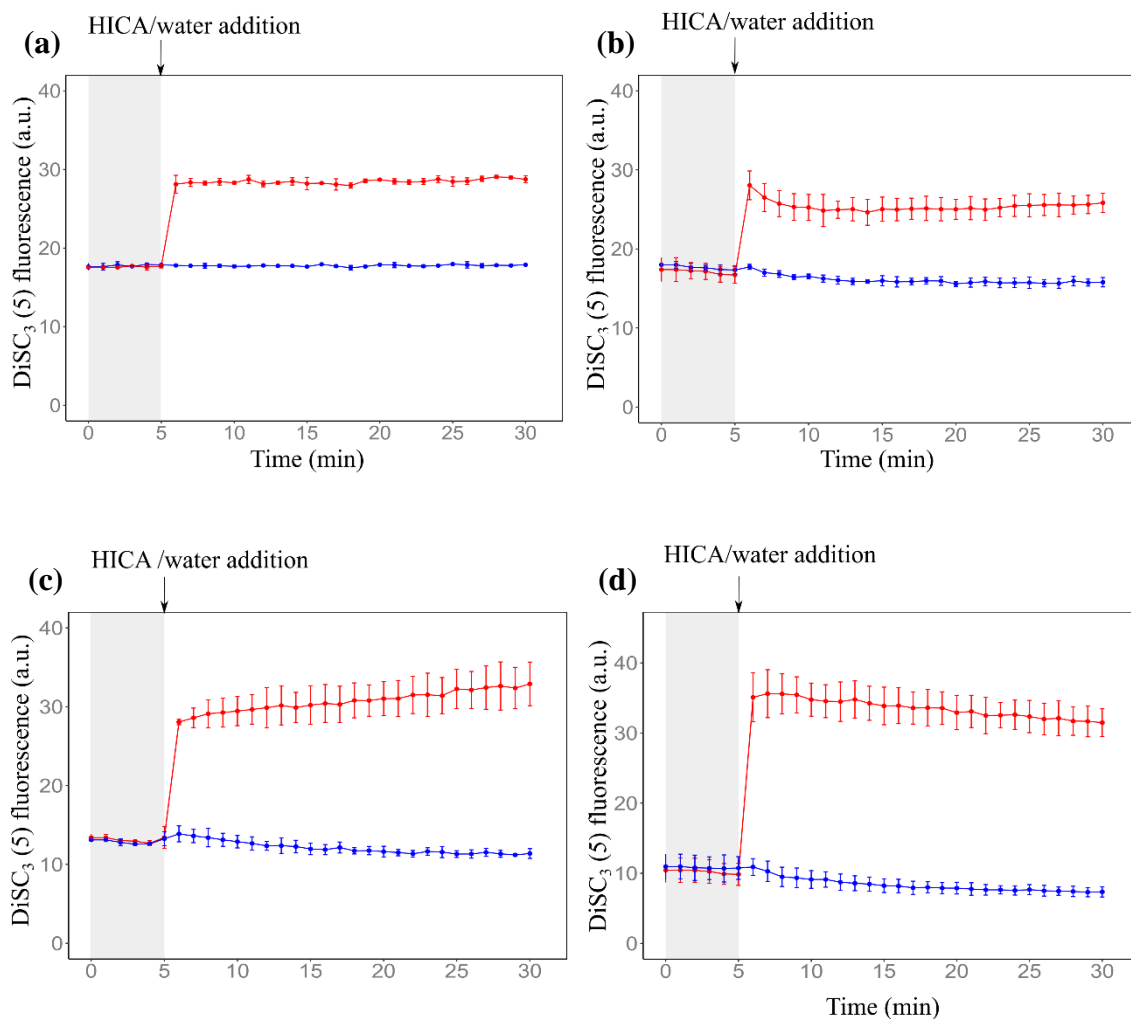 HICA/water addition
(a)
DiSC₃ (5) fluorescence (a.u.)
40
30
20
10
0
0 5 10 15 20 25 30
Time (min)
HICA/water addition
(b)
DiSC₃ (5) fluorescence (a.u.)
40
30
20
10
0
0 5 10 15 20 25 30
Time (min)
HICA /water addition
(c)
DiSC₃ (5) fluorescence (a.u.)
40
30
20
10
0
0 5 10 15 20 25 30
HICA/water addition
(d)
DiSC₃ (5) fluorescence (a.u.)
40
30
20
10
0
0 5 10 15 20 25 30
Time (min)